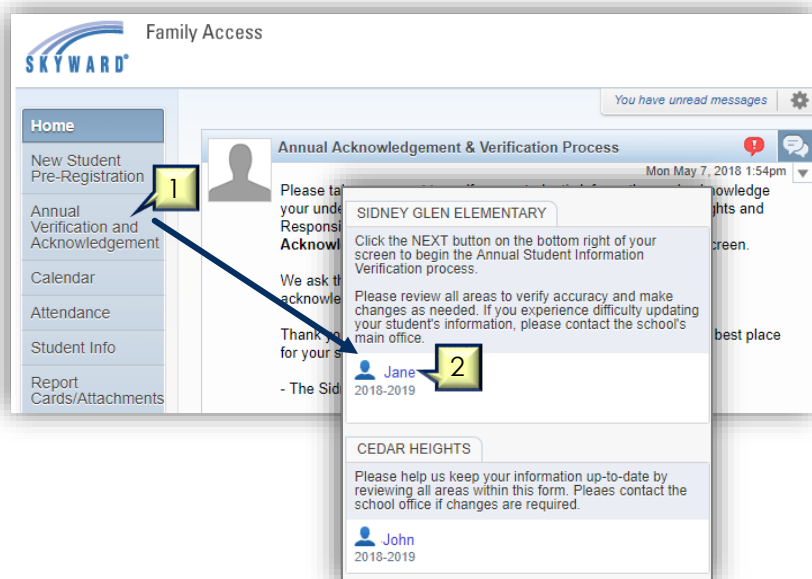 Family Access
SKYWARD®
You have unread messages
Home
New Student
Pre-Registration
Annual
Verification and
Acknowledgement
Calendar
Attendance
Student Info
Report
Cards/Attachments
1
Annual Acknowledgement & Verification Process
Mon May 7, 2018 1:54pm
Please
your
hts and
Acknowl
creen.
We ask
acknowle
Thank
best place
for your s
- The Sid
SIDNEY GLEN ELEMENTARY
Click the NEXT button on the bottom right of your
screen to begin the Annual Student Information
Verification process.
Please review all areas to verify accuracy and make
changes as needed. If you experience difficulty updating
your student's information, please contact the school's
main office.
Jane
2
2018-2019
CEDAR HEIGHTS
Please help us keep your information up-to-date by
reviewing all areas within this form. Pleaes contact the
school office if changes are required.
John
2018-2019